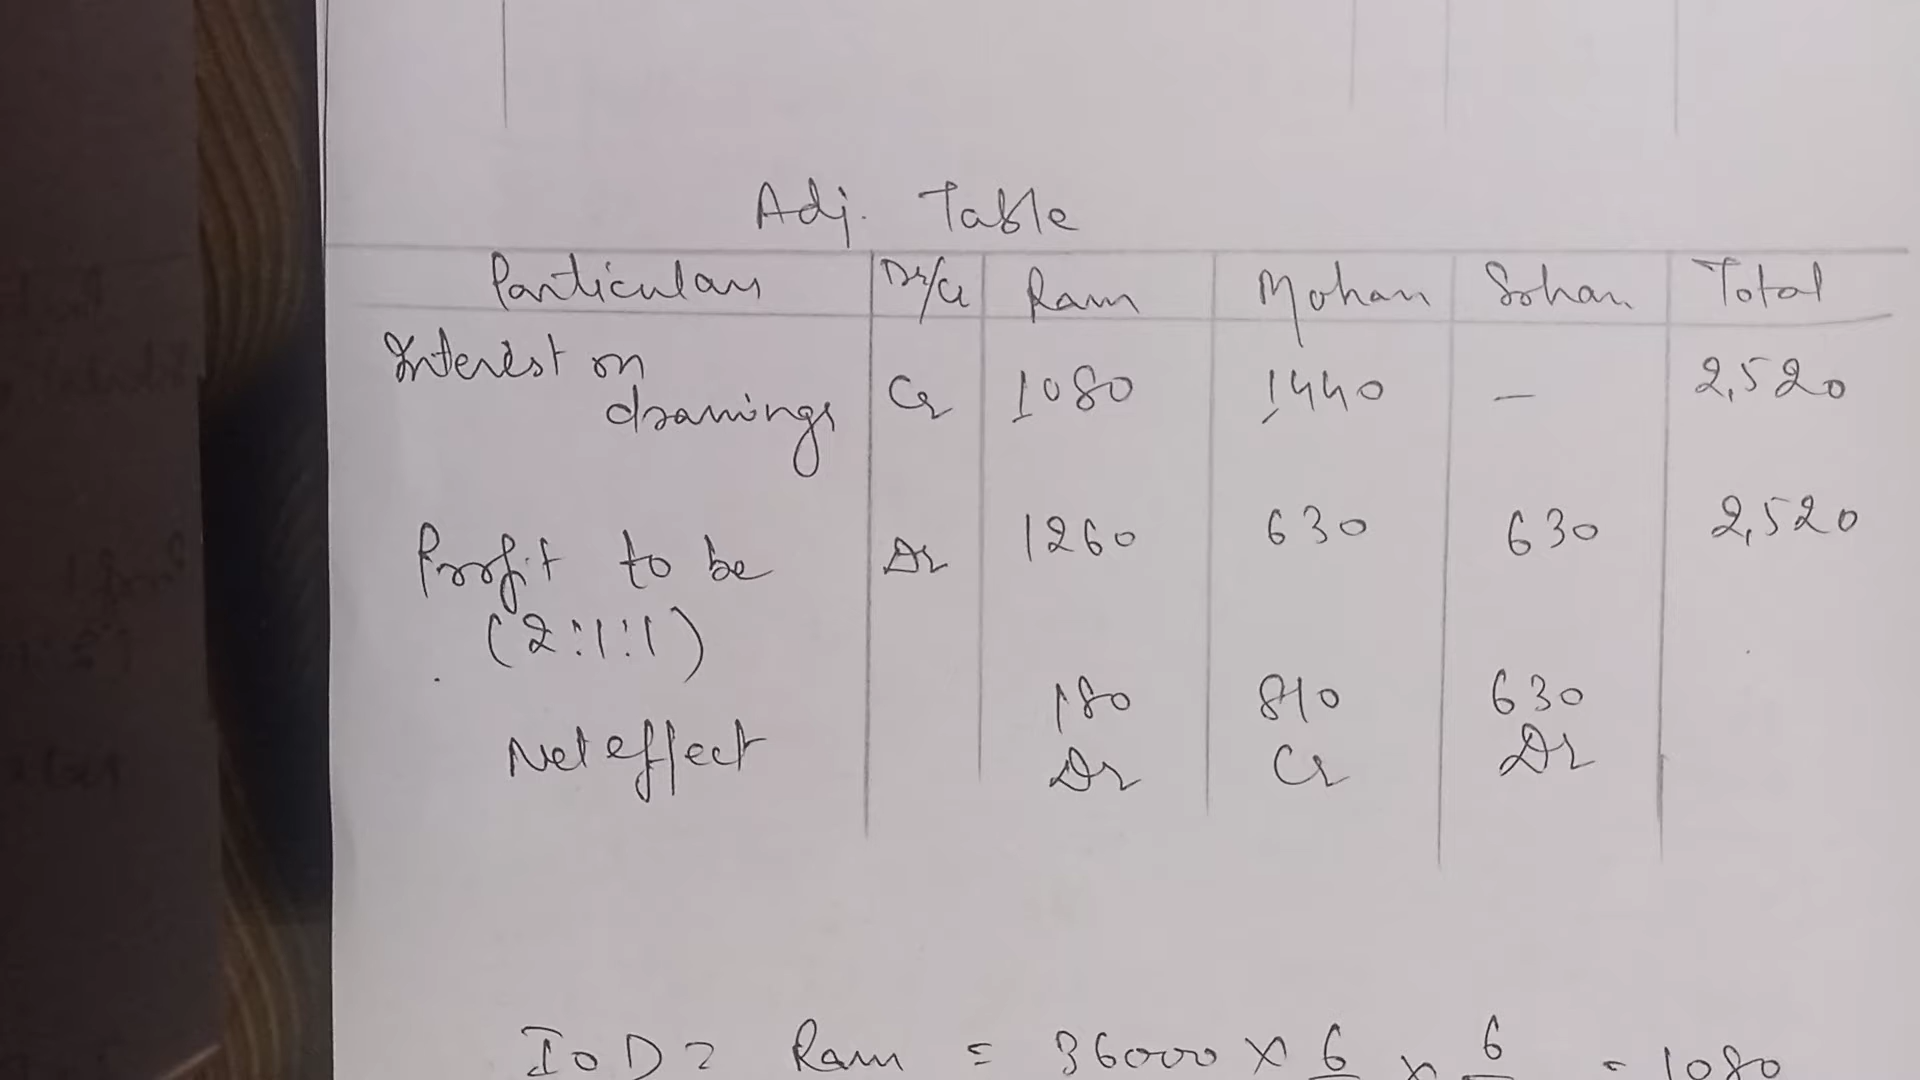 Adj. Table
Particulars Dr/Cr Ram Mohan Sohan Total
Interest on
drawings Cr 1080 1440 — 2,520
Profit to be Dr 1260 630 630 2,520
(2:1:1)
Net effect 180 810 630
Dr Cr Dr
IOD = Ram = 36000 × 6 × 6 = 1080